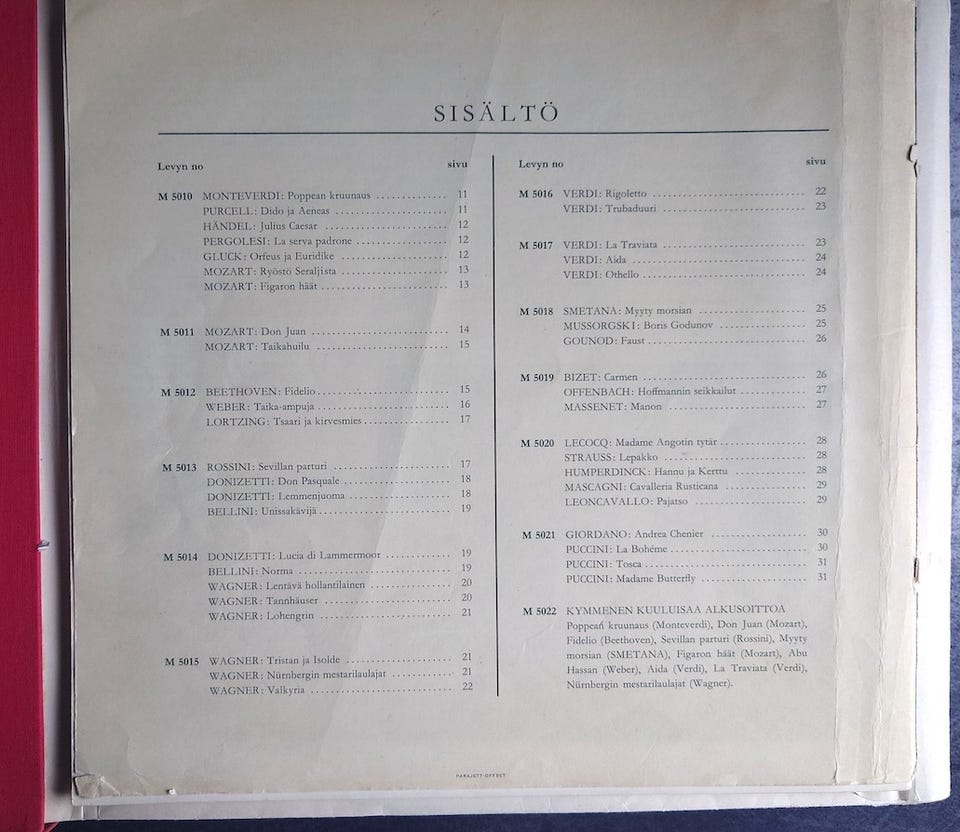 SISÄLTÖ
Levyn no sivu
M 5010 MONTEVERDI: Poppean kruunaus .............. 11
PURCELL: Dido ja Aeneas ...................... 11
HÄNDEL: Julius Caesar ........................ 12
PERGOLESI: La serva padrone .................. 12
GLUCK: Orfeus ja Euridike .................... 12
MOZART: Ryöstö Seraljista .................... 13
MOZART: Figaron häät ......................... 13
M 5011 MOZART: Don Juan ......................... 14
MOZART: Taikahuilu ........................... 15
M 5012 BEETHOVEN: Fidelio ....................... 15
WEBER: Taika-ampuja .......................... 16
LORTZING: Tsaari ja kirvesmies ............... 17
M 5013 ROSSINI: Sevillan parturi ................ 17
DONIZETTI: Don Pasquale ...................... 18
DONIZETTI: Lemmenjuoma ....................... 18
BELLINI: Unissakävijä ........................ 19
M 5014 DONIZETTI: Lucia di Lammermoor ........... 19
BELLINI: Norma ............................... 19
WAGNER: Lentävä hollantilainen ............... 20
WAGNER: Tannhäuser ........................... 20
WAGNER: Lohengrin ............................ 21
M 5015 WAGNER: Tristan ja Isolde ................ 21
WAGNER: Nürnbergin mestarilaulajat ........... 21
WAGNER: Valkyria ............................. 22
Levyn no sivu
M 5016 VERDI: Rigoletto ......................... 22
VERDI: Trubaduuri ............................ 23
M 5017 VERDI: La Traviata ....................... 23
VERDI: Aida .................................. 24
VERDI: Othello ............................... 24
M 5018 SMETANA: Myyty morsian ................... 25
MUSSORGSKI: Boris Godunov .................... 25
GOUNOD: Faust ................................ 26
M 5019 BIZET: Carmen ............................ 26
OFFENBACH: Hoffmannin seikkailut ............. 27
MASSENET: Manon .............................. 27
M 5020 LECOCQ: Madame Angotin tytär ............. 28
STRAUSS: Lepakko ............................. 28
HUMPERDINCK: Hannu ja Kerttu ................. 28
MASCAGNI: Cavalleria Rusticana ............... 29
LEONCAVALLO: Pajatso ......................... 29
M 5021 GIORDANO: Andrea Chenier ................. 30
PUCCINI: La Bohéme ........................... 30
PUCCINI: Tosca ............................... 31
PUCCINI: Madame Butterfly .................... 31
M 5022 KYMMENEN KUULUISAA ALKUSOITTOA
Poppean kruunaus (Monteverdi), Don Juan (Mozart),
Fidelio (Beethoven), Sevillan parturi (Rossini), Myyty
morsian (SMETANA), Figaron häät (Mozart), Abu
Hassan (Weber), Aida (Verdi), La Traviata (Verdi),
Nürnbergin mestarilaulajat (Wagner).
PARAJETT-OFFSET